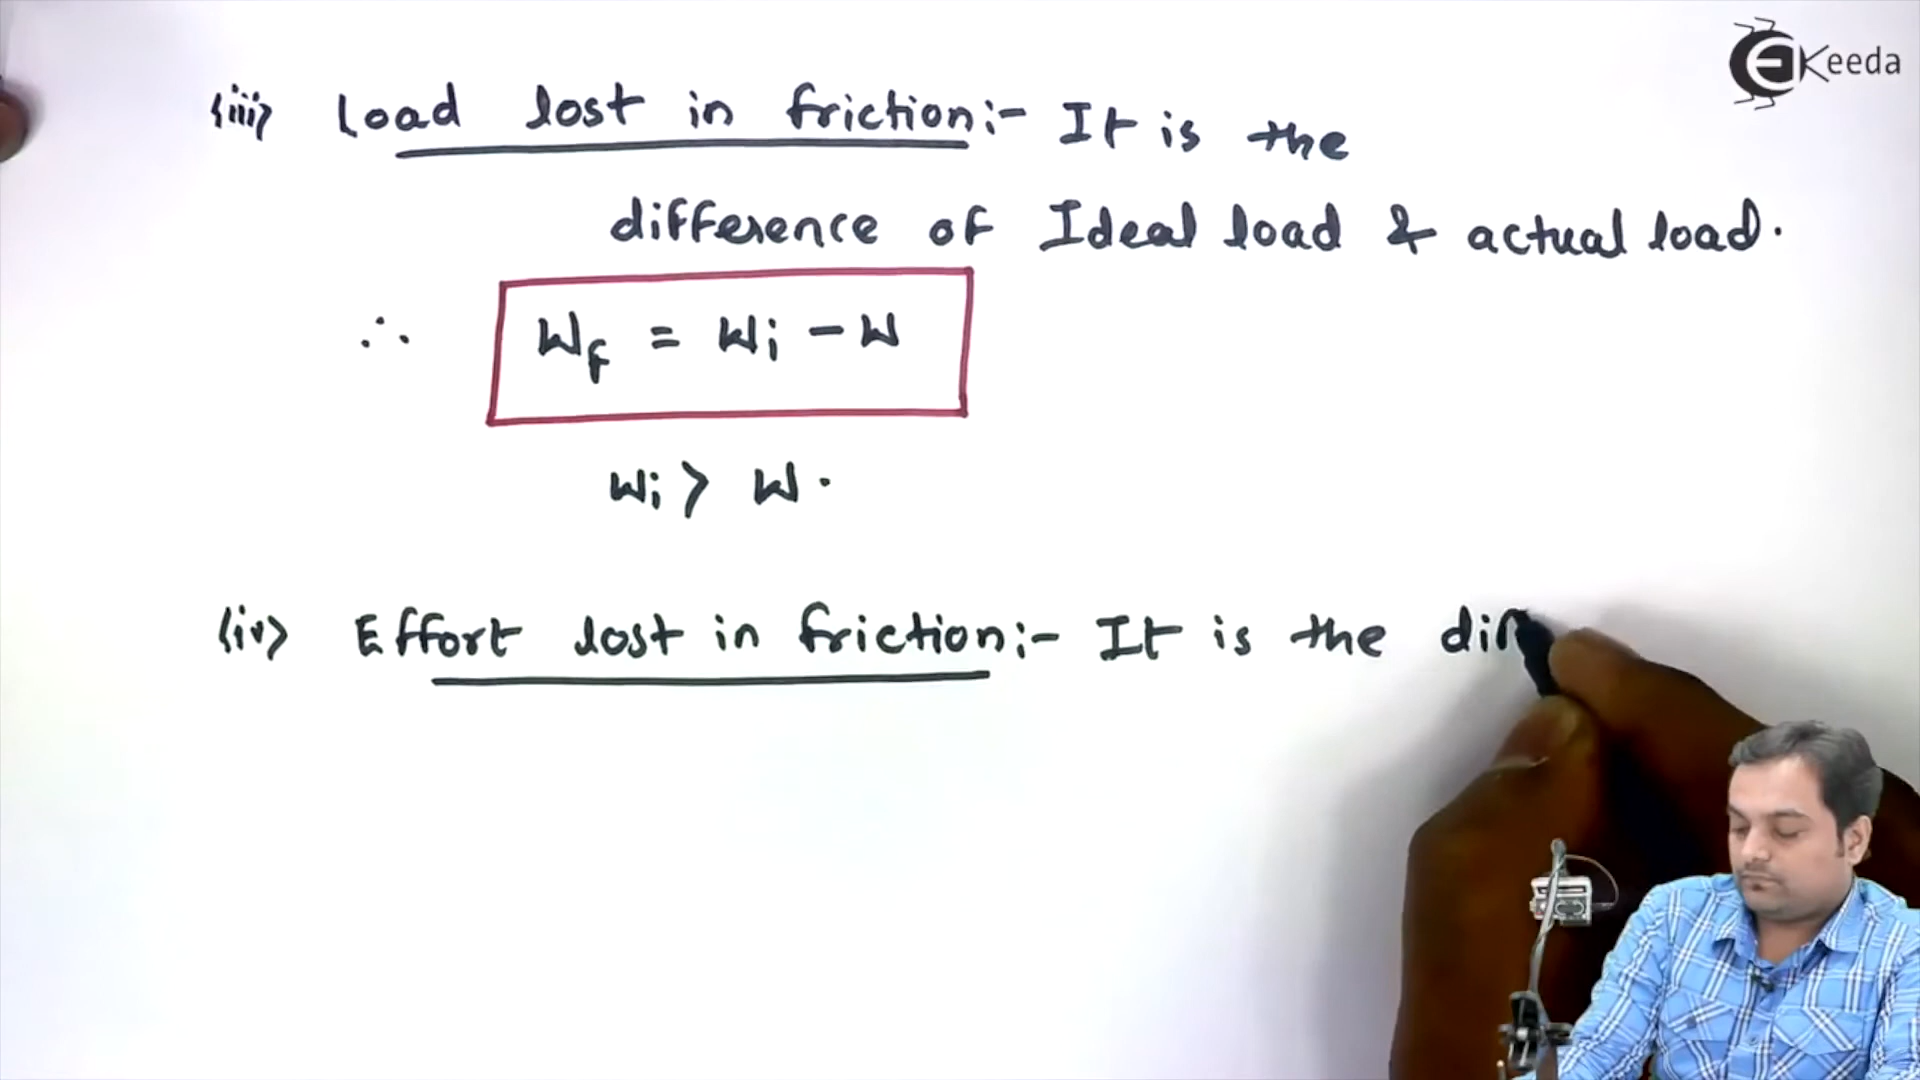 EKeeda
(iii) Load lost in friction:- It is the
difference of Ideal load & actual load.
∴ Wf = Wi - W
Wi > W.
(iv) Effort lost in friction:- It is the dif